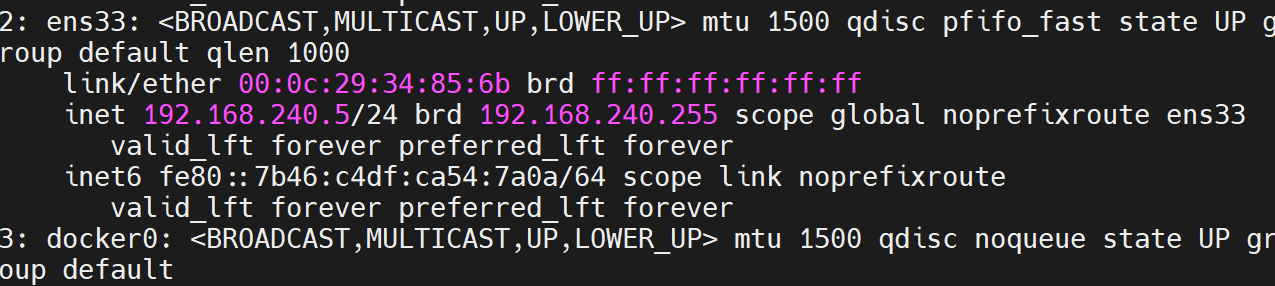 2: ens33: <BROADCAST,MULTICAST,UP,LOWER_UP> mtu 1500 qdisc pfifo_fast state UP g
roup default qlen 1000
    link/ether 00:0c:29:34:85:6b brd ff:ff:ff:ff:ff:ff
    inet 192.168.240.5/24 brd 192.168.240.255 scope global noprefixroute ens33
       valid_lft forever preferred_lft forever
    inet6 fe80::7b46:c4df:ca54:7a0a/64 scope link noprefixroute
       valid_lft forever preferred_lft forever
3: docker0: <BROADCAST,MULTICAST,UP,LOWER_UP> mtu 1500 qdisc noqueue state UP gr
oup default